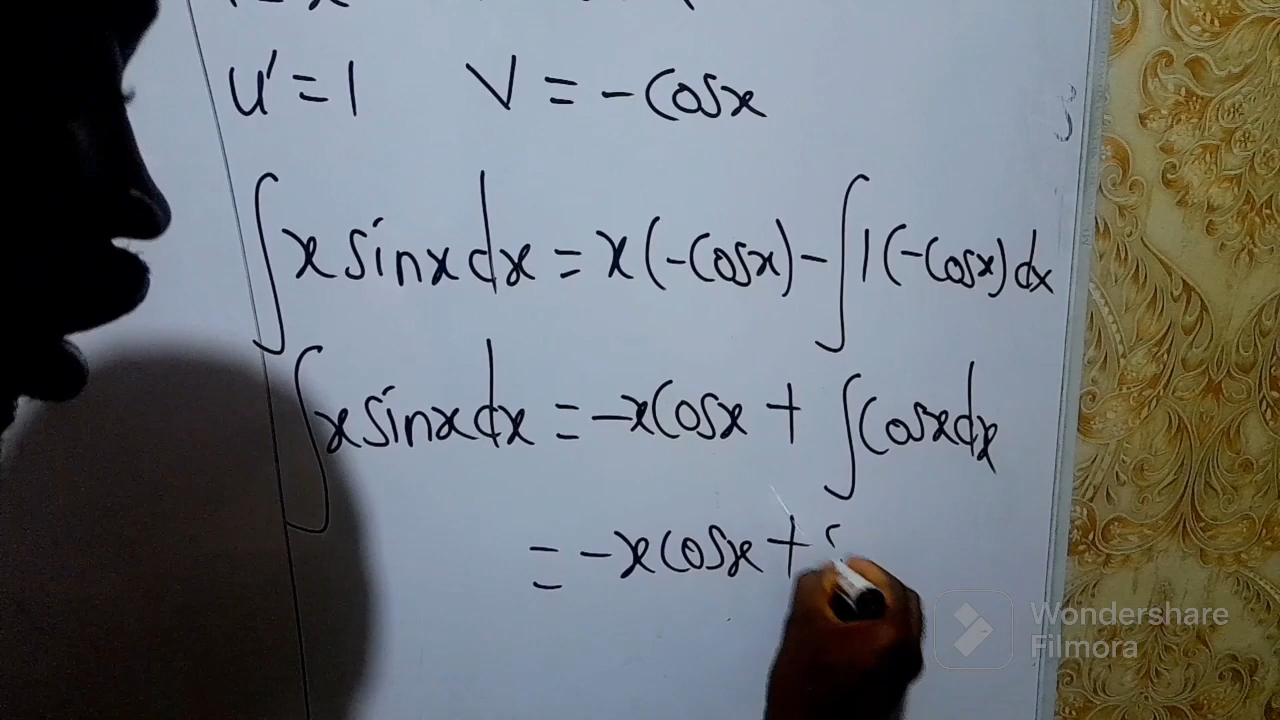 u' = 1 V = -Cosx
∫ x sinx dx = x(-Cosx) - ∫ 1(-Cosx) dx
∫ x sinx dx = -xCosx + ∫ Cosx dx
= -xCosx +
Wondershare
Filmora